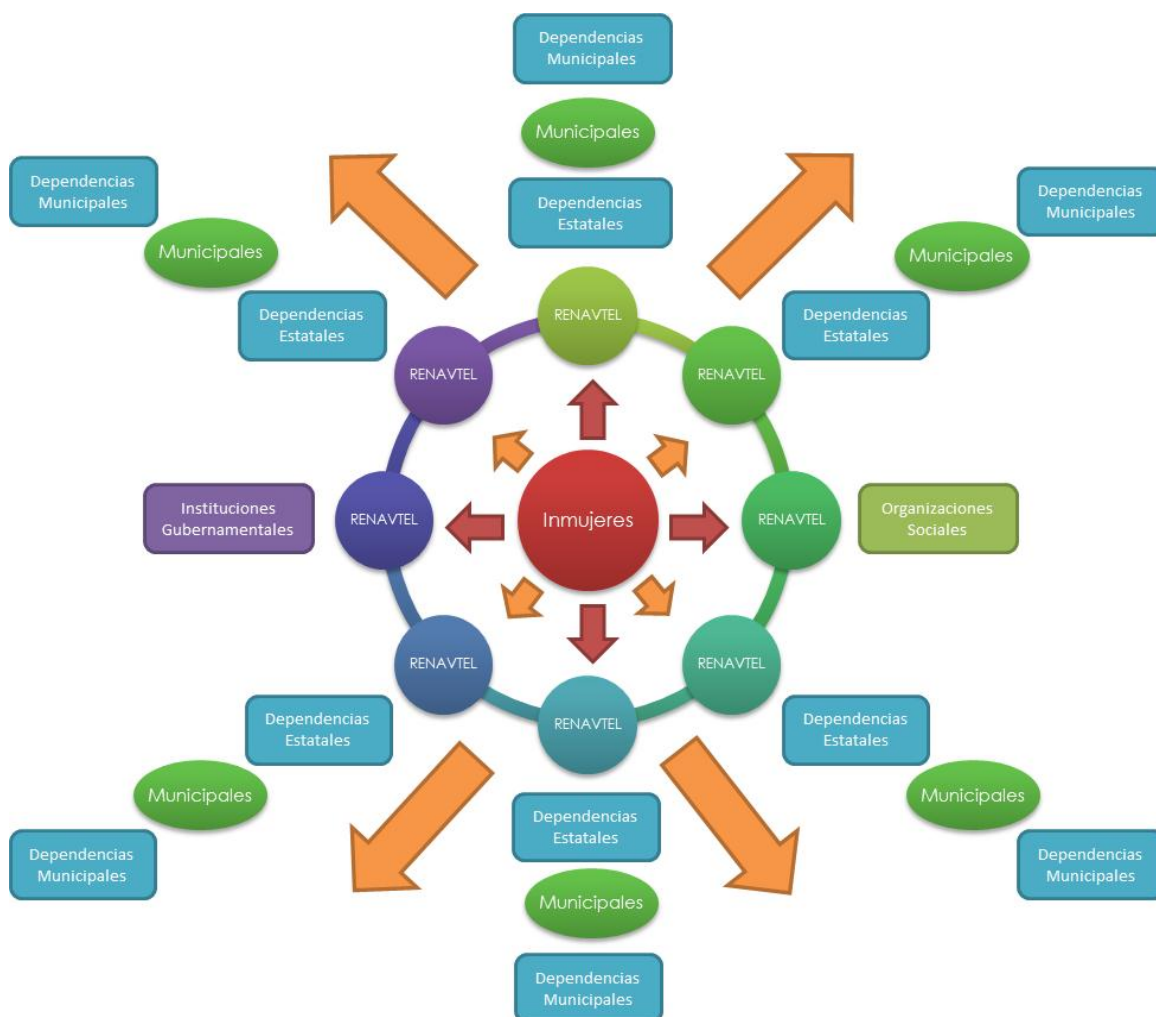 Dependencias
Municipales
Municipales
Dependencias
Estatales
Dependencias
Municipales
Municipales
Dependencias
Estatales
Dependencias
Municipales
Municipales
Dependencias
Estatales
RENAVTEL
RENAVTEL
RENAVTEL
Instituciones
Gubernamentales
RENAVTEL
Inmujeres
RENAVTEL
Organizaciones
Sociales
RENAVTEL
RENAVTEL
RENAVTEL
Dependencias
Estatales
Municipales
Dependencias
Municipales
Dependencias
Estatales
Municipales
Dependencias
Municipales
Dependencias
Estatales
Municipales
Dependencias
Municipales